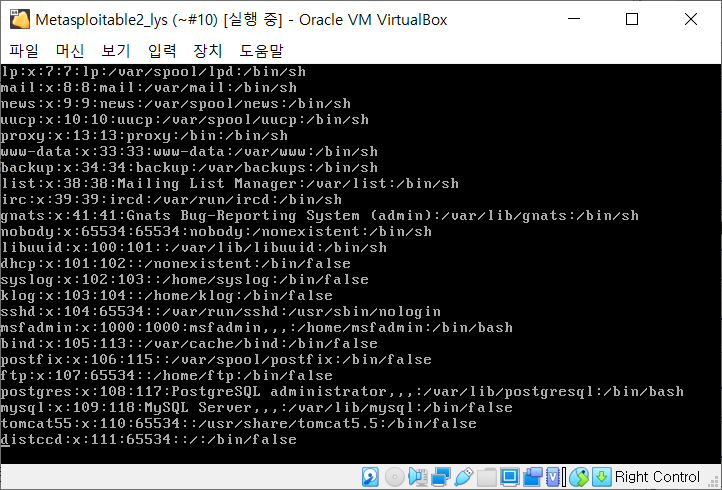 Metasploitable2_lys (~#10) [실행 중] - Oracle VM VirtualBox
파일 머신 보기 입력 장치 도움말
lp:x:7:7:lp:/var/spool/lpd:/bin/sh
mail:x:8:8:mail:/var/mail:/bin/sh
news:x:9:9:news:/var/spool/news:/bin/sh
uucp:x:10:10:uucp:/var/spool/uucp:/bin/sh
proxy:x:13:13:proxy:/bin:/bin/sh
www-data:x:33:33:www-data:/var/www:/bin/sh
backup:x:34:34:backup:/var/backups:/bin/sh
list:x:38:38:Mailing List Manager:/var/list:/bin/sh
irc:x:39:39:ircd:/var/run/ircd:/bin/sh
gnats:x:41:41:Gnats Bug-Reporting System (admin):/var/lib/gnats:/bin/sh
nobody:x:65534:65534:nobody:/nonexistent:/bin/sh
libuuid:x:100:101::/var/lib/libuuid:/bin/sh
dhcp:x:101:102::/nonexistent:/bin/false
syslog:x:102:103::/home/syslog:/bin/false
klog:x:103:104::/home/klog:/bin/false
sshd:x:104:65534::/var/run/sshd:/usr/sbin/nologin
msfadmin:x:1000:1000:msfadmin,,,:/home/msfadmin:/bin/bash
bind:x:105:113::/var/cache/bind:/bin/false
postfix:x:106:115::/var/spool/postfix:/bin/false
ftp:x:107:65534::/home/ftp:/bin/false
postgres:x:108:117:PostgreSQL administrator,,,:/var/lib/postgresql:/bin/bash
mysql:x:109:118:MySQL Server,,,:/var/lib/mysql:/bin/false
tomcat55:x:110:65534::/usr/share/tomcat5.5:/bin/false
distccd:x:111:65534::/:/bin/false
Right Control